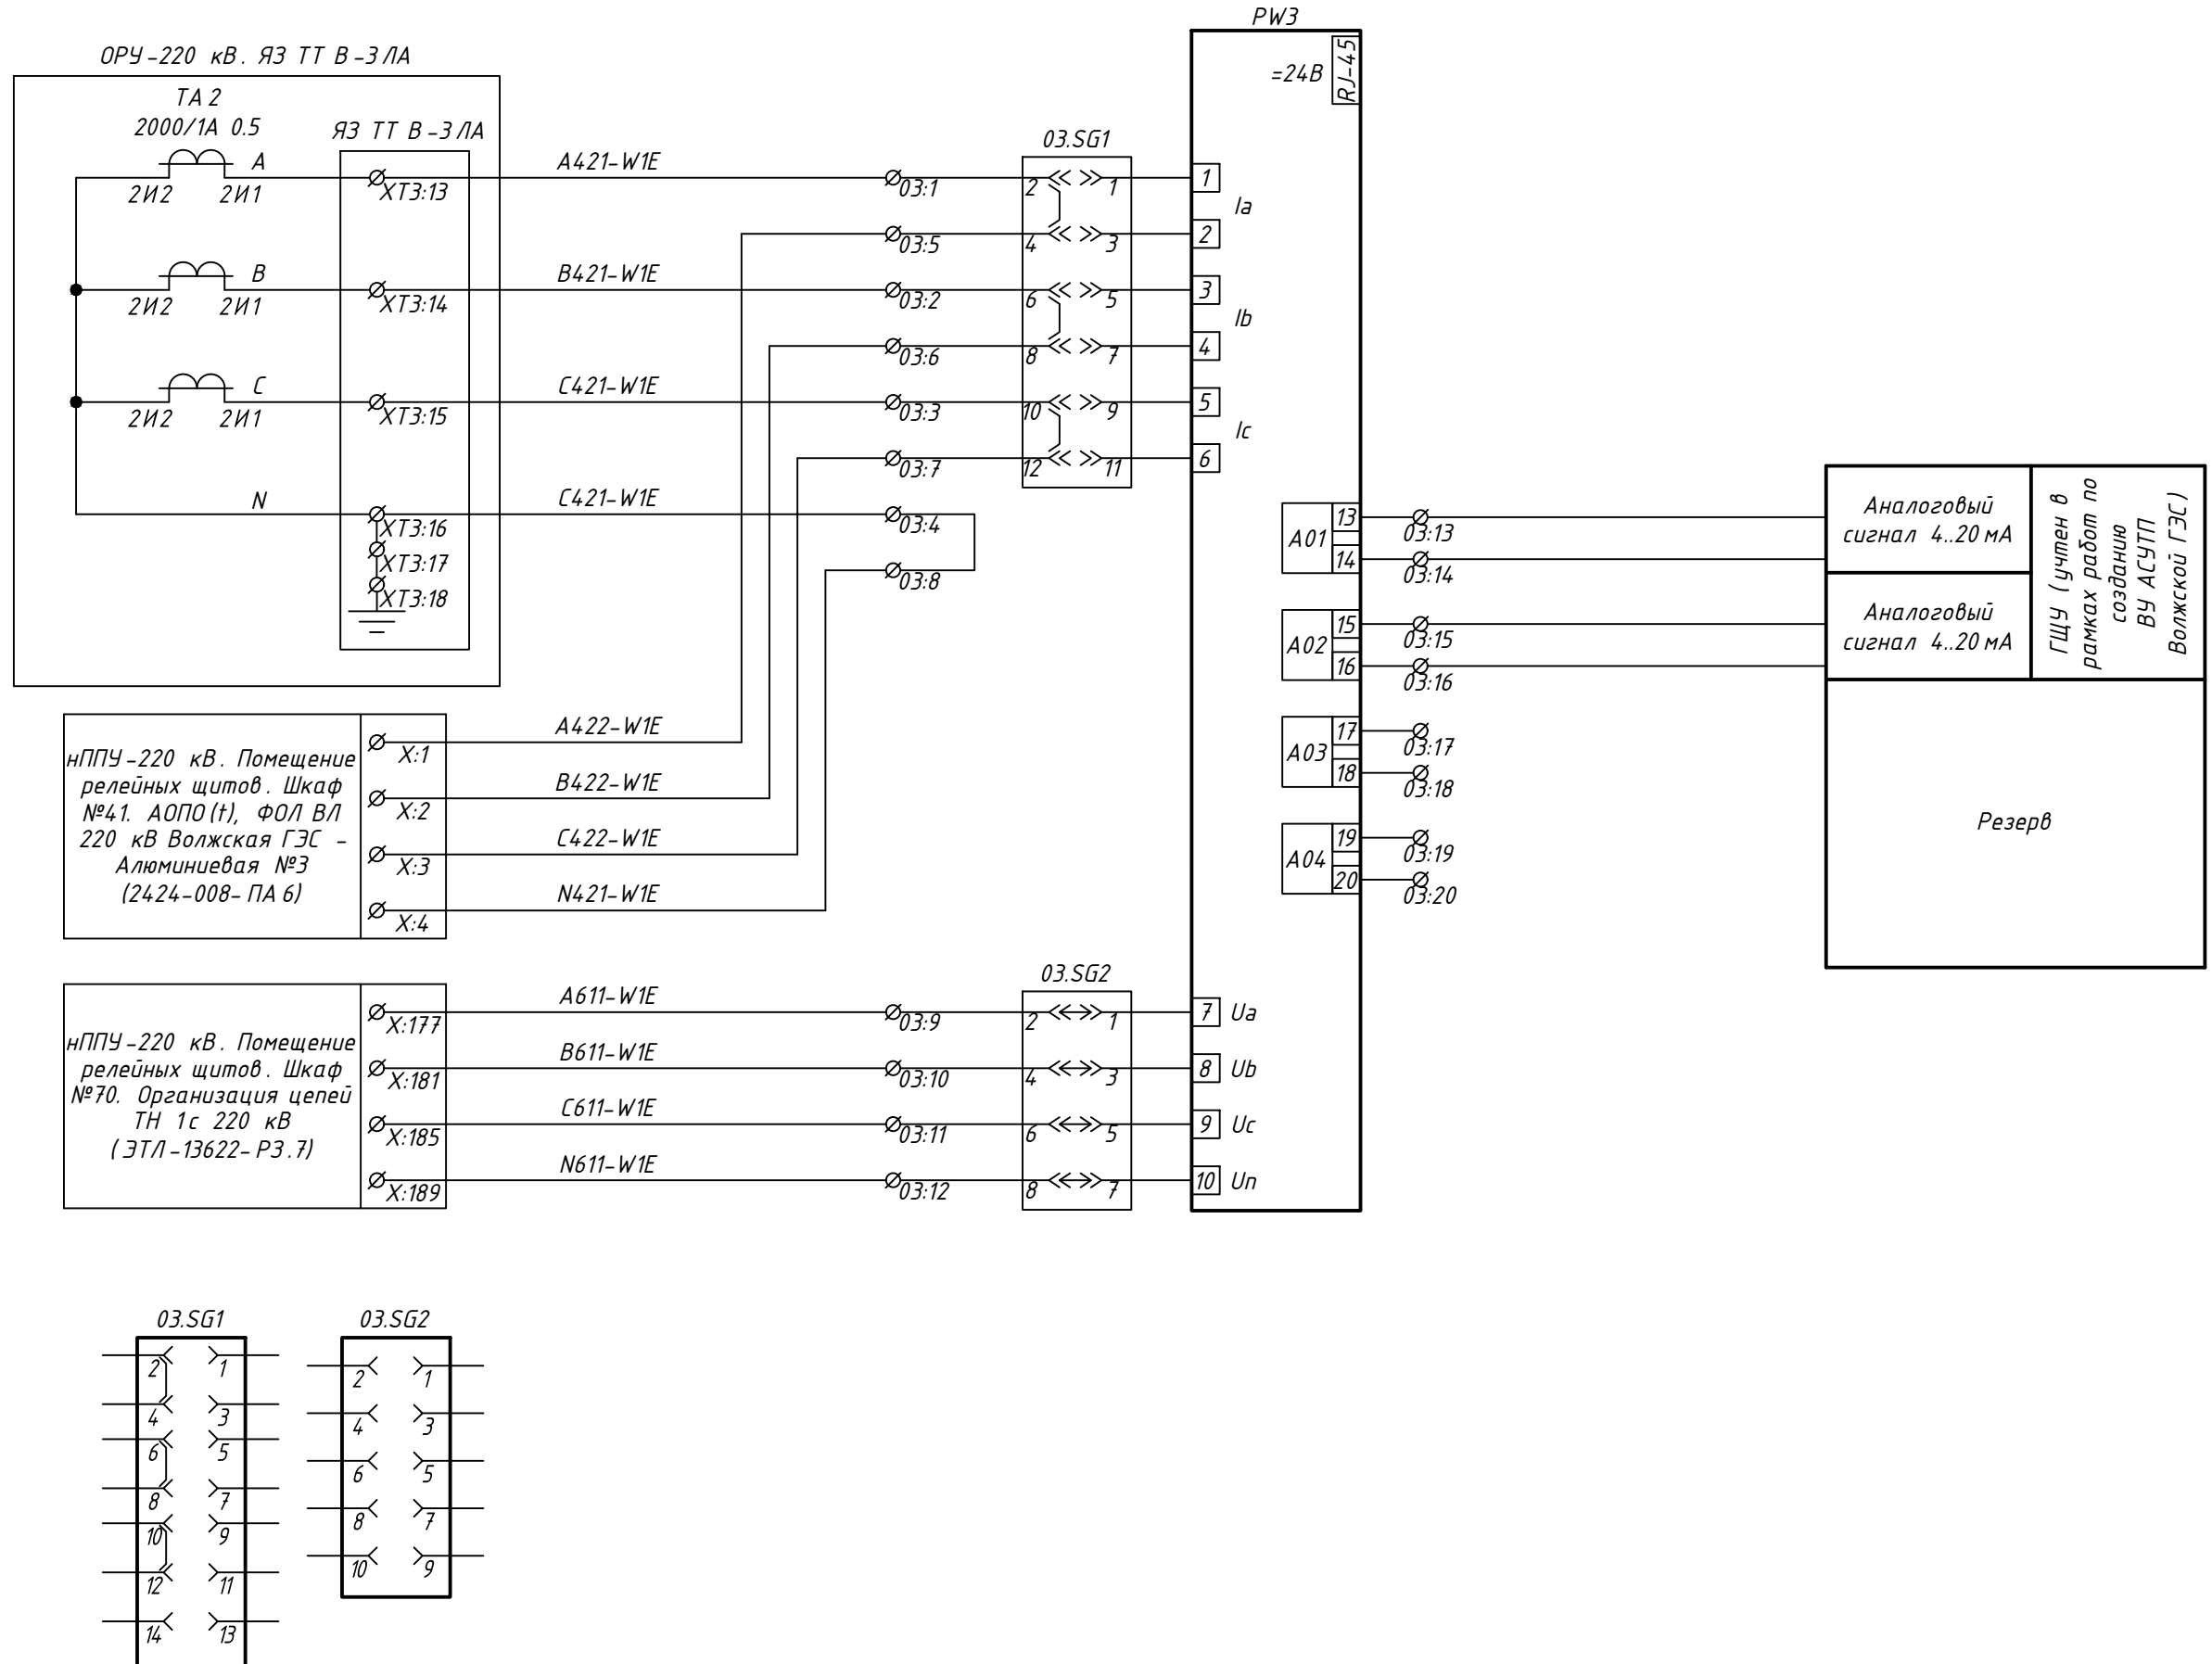 PW3
ОРУ-220 кВ. ЯЗ ТТ В-3 ЛА
=24В
RJ-45
ТА2
2000/1А 0.5
ЯЗ ТТ В-3 ЛА
03.SG1
A
A421-W1E
2И2
2И1
XT3:13
03:1
2
1
1
Ia
03:5
4
3
2
B
B421-W1E
2И2
2И1
XT3:14
03:2
6
5
3
Ib
03:6
8
7
4
C
C421-W1E
2И2
2И1
XT3:15
03:3
10
9
5
Ic
03:7
12
11
6
N
C421-W1E
XT3:16
03:4
XT3:17
03:8
XT3:18
A01
13
03:13
14
03:14
A02
15
03:15
16
03:16
A03
17
03:17
18
03:18
A04
19
03:19
20
03:20
Аналоговый
сигнал 4..20 мА
Аналоговый
сигнал 4..20 мА
ГЩУ (учтен в
рамках работ по
созданию
ВУ АСУТП
Волжской ГЭС)
Резерв
нППУ-220 кВ. Помещение
релейных щитов. Шкаф
№41. АОПО(t), ФОЛ ВЛ
220 кВ Волжская ГЭС -
Алюминиевая №3
(2424-008-ПА6)
X:1
A422-W1E
X:2
B422-W1E
X:3
C422-W1E
X:4
N421-W1E
нППУ-220 кВ. Помещение
релейных щитов. Шкаф
№70. Организация цепей
ТН 1с 220 кВ
(ЭТЛ-13622-РЗ.7)
03.SG2
X:177
A611-W1E
03:9
2
1
7
Ua
X:181
B611-W1E
03:10
4
3
8
Ub
X:185
C611-W1E
03:11
6
5
9
Uc
X:189
N611-W1E
03:12
8
7
10
Un
03.SG1
2
1
4
3
6
5
8
7
10
9
12
11
14
13
03.SG2
2
1
4
3
6
5
8
7
10
9